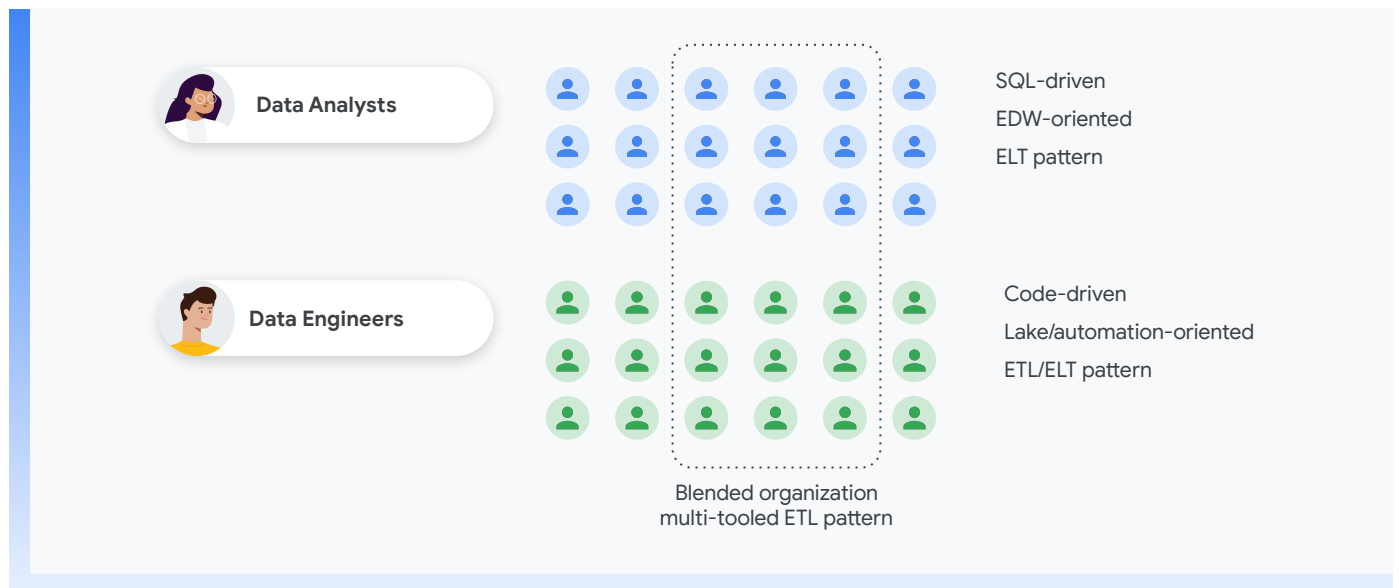 Data Analysts
SQL-driven
EDW-oriented
ELT pattern
Data Engineers
Code-driven
Lake/automation-oriented
ETL/ELT pattern
Blended organization
multi-tooled ETL pattern